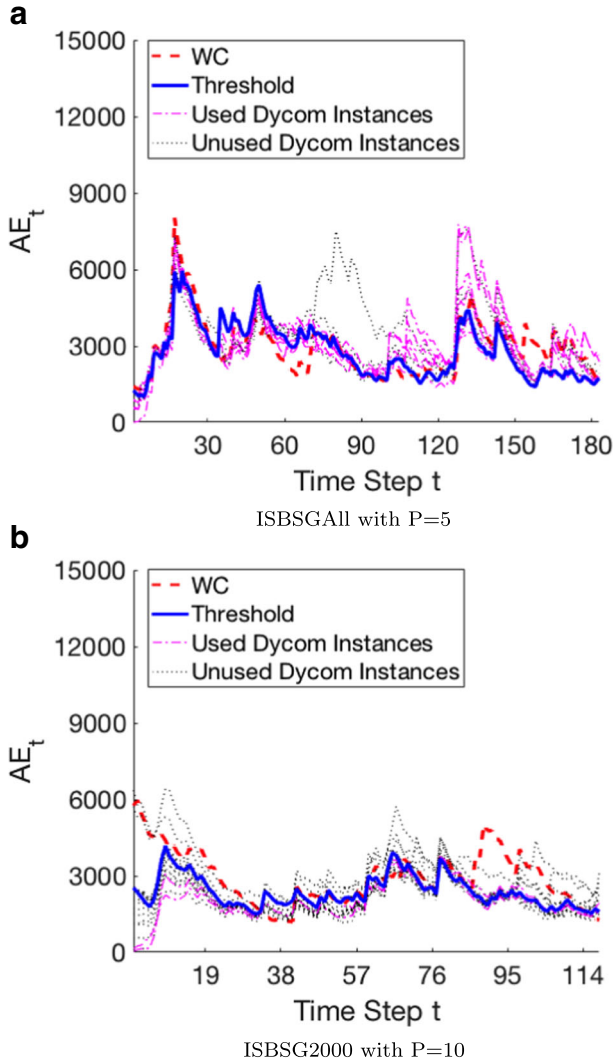 a
15000
12000
9000
6000
3000
0
AE_t
WC
Threshold
Used Dycom Instances
Unused Dycom Instances
30 60 90 120 150 180
Time Step t
ISBSGAll with P=5
b
15000
12000
9000
6000
3000
0
AE_t
WC
Threshold
Used Dycom Instances
Unused Dycom Instances
19 38 57 76 95 114
Time Step t
ISBSG2000 with P=10